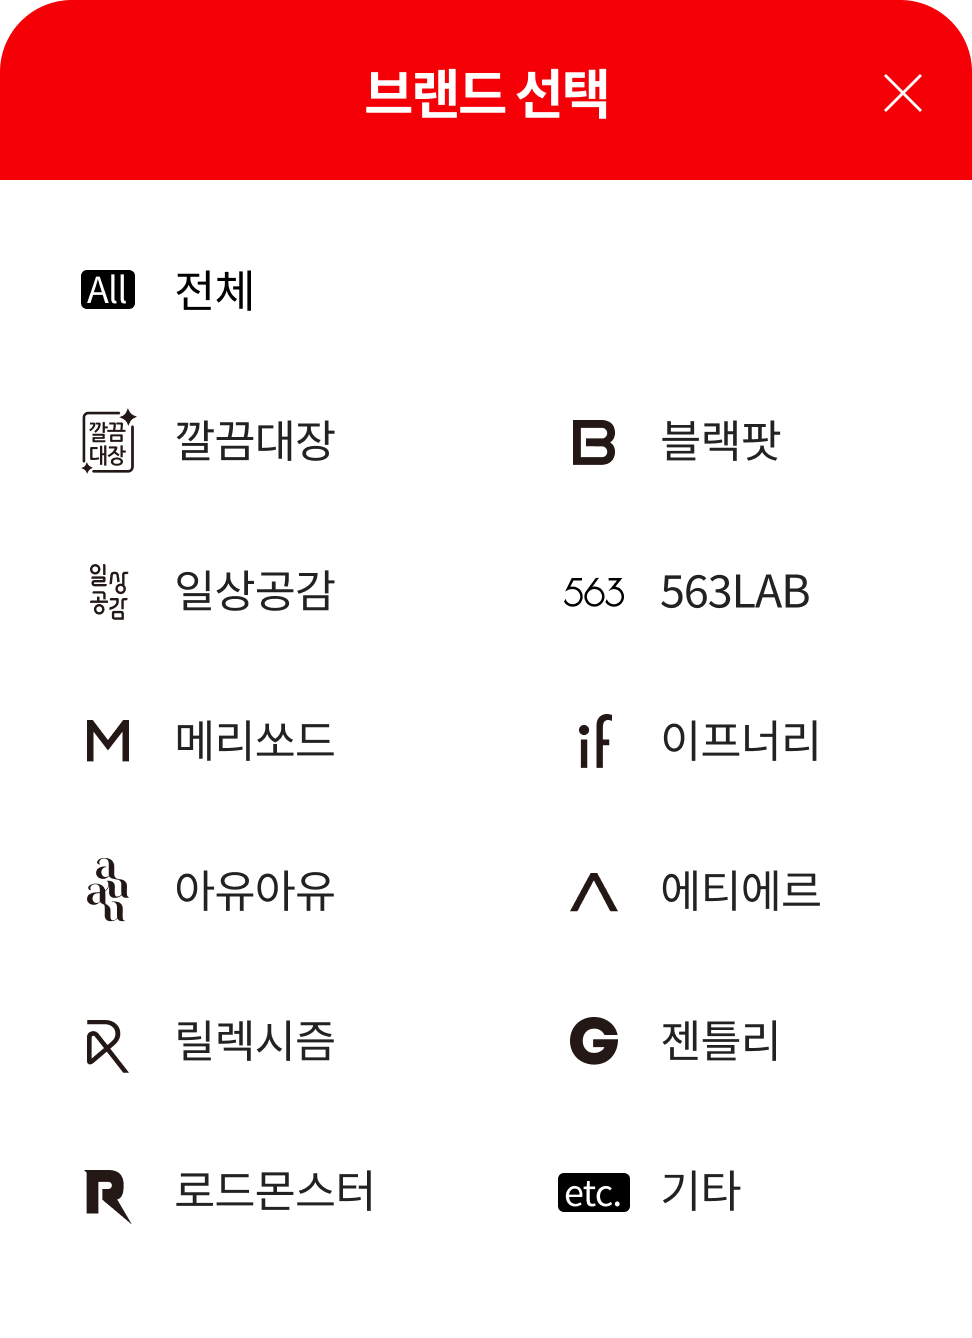 브랜드 선택
All 전체
깔끔
대장
깔끔대장
B 블랙팟
일상
공감
일상공감
563 563LAB
M 메리쏘드
if 이프너리
a
u
a
u
아유아유
에티에르
R 릴렉시즘
G 젠틀리
R 로드몬스터
etc. 기타